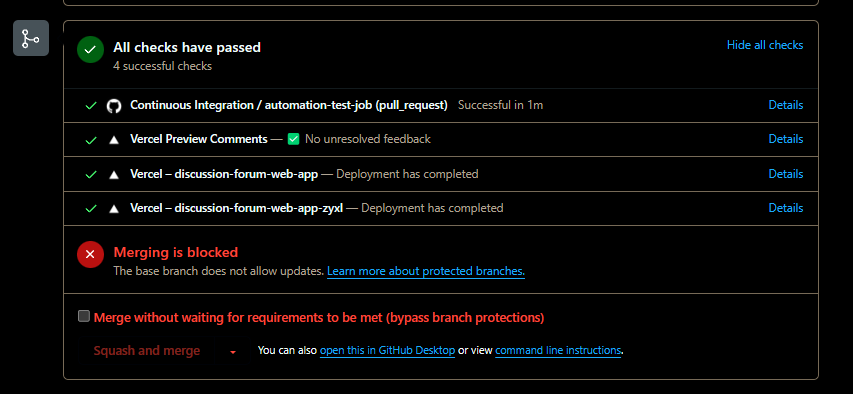 All checks have passed
Hide all checks
4 successful checks
Continuous Integration / automation-test-job (pull_request) Successful in 1m
Details
Vercel Preview Comments — ✅ No unresolved feedback
Details
Vercel – discussion-forum-web-app — Deployment has completed
Details
Vercel – discussion-forum-web-app-zyxl — Deployment has completed
Details
Merging is blocked
The base branch does not allow updates. Learn more about protected branches.
Merge without waiting for requirements to be met (bypass branch protections)
Squash and merge
You can also open this in GitHub Desktop or view command line instructions.